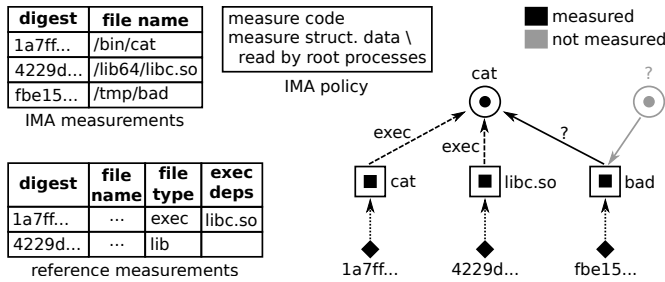 digest file name
1a7ff... /bin/cat
4229d... /lib64/libc.so
fbe15... /tmp/bad
IMA measurements
measure code
measure struct. data \
read by root processes
IMA policy
measured
not measured
digest file name file type exec deps
1a7ff... ... exec libc.so
4229d... ... lib
reference measurements
cat
?
exec
exec
?
cat
libc.so
bad
1a7ff...
4229d...
fbe15...